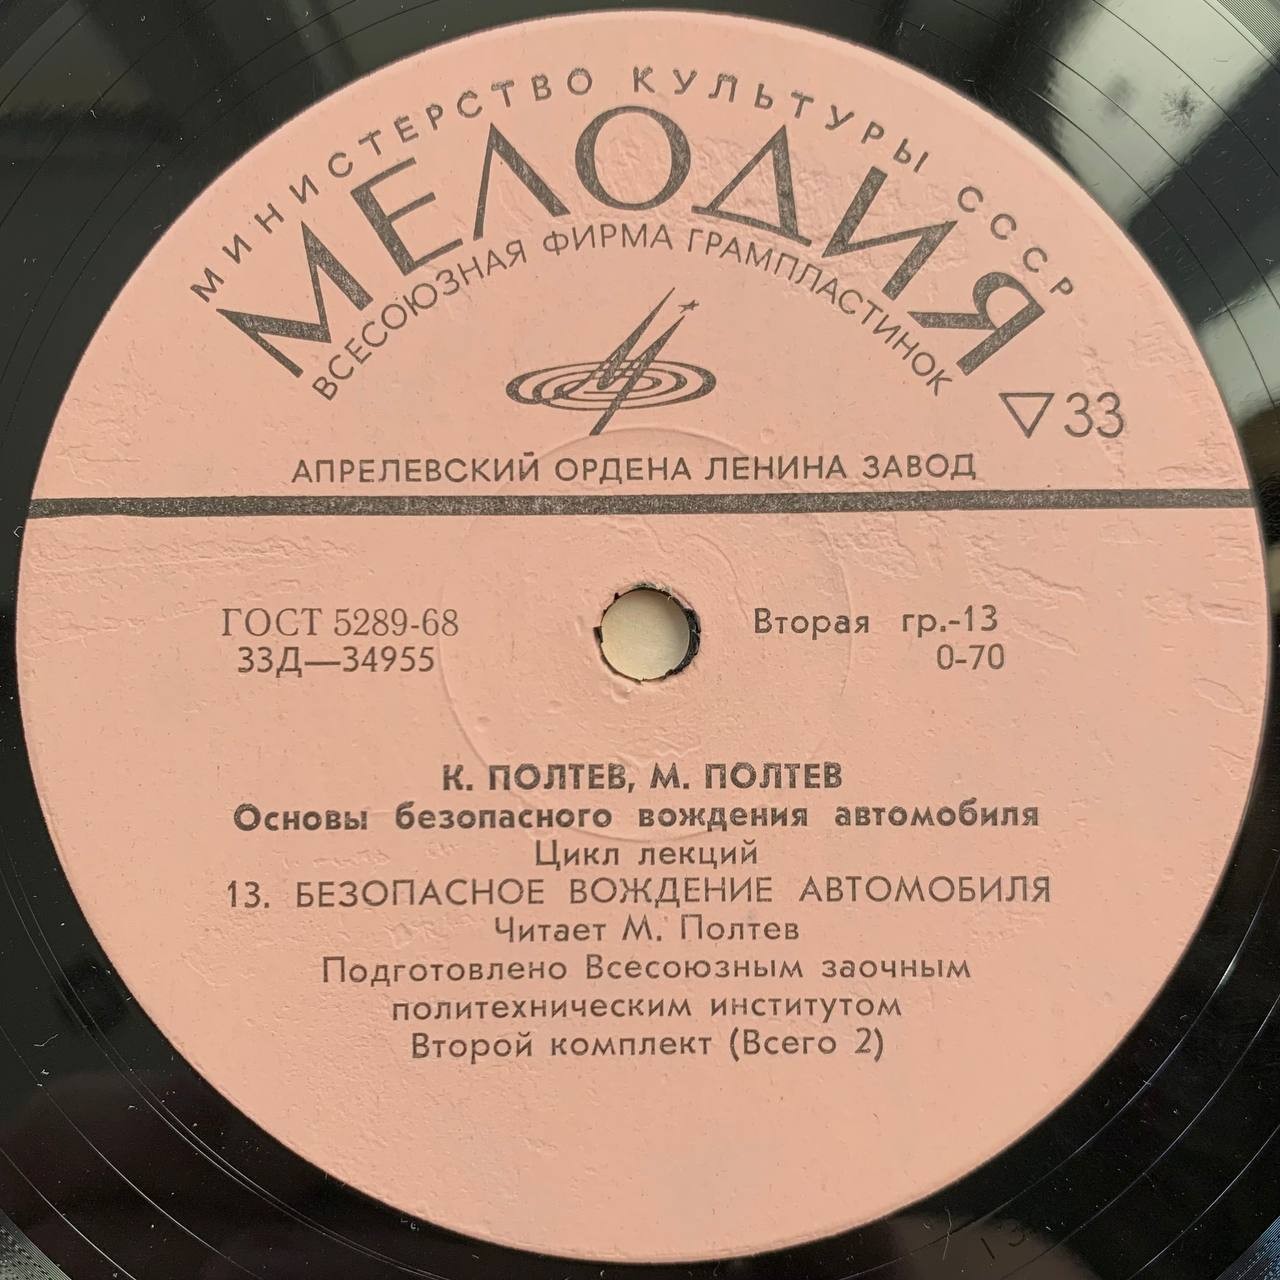 МИНИСТЕРСТВО КУЛЬТУРЫ СССР
МЕЛОДИЯ
ВСЕСОЮЗНАЯ ФИРМА ГРАМПЛАСТИНОК
33
АПРЕЛЕВСКИЙ ОРДЕНА ЛЕНИНА ЗАВОД
ГОСТ 5289-68 Вторая гр.-13
33Д—34955 0-70
К. ПОЛТЕВ, М. ПОЛТЕВ
Основы безопасного вождения автомобиля
Цикл лекций
13. БЕЗОПАСНОЕ ВОЖДЕНИЕ АВТОМОБИЛЯ
Читает М. Полтев
Подготовлено Всесоюзным заочным
политехническим институтом
Второй комплект (Всего 2)